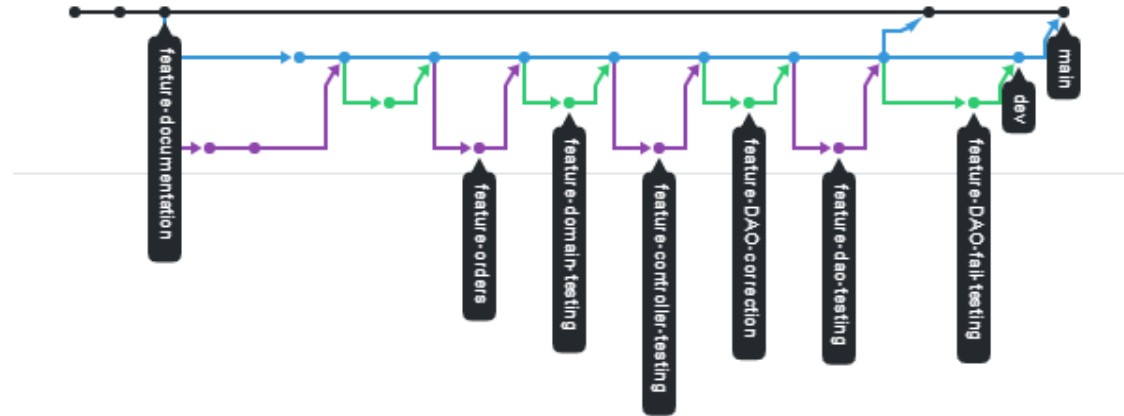 feature-documentation
feature-orders
feature-domain-testing
feature-controller-testing
feature-DAO-correction
feature-dao-testing
feature-DAO-fail-testing
dev
main